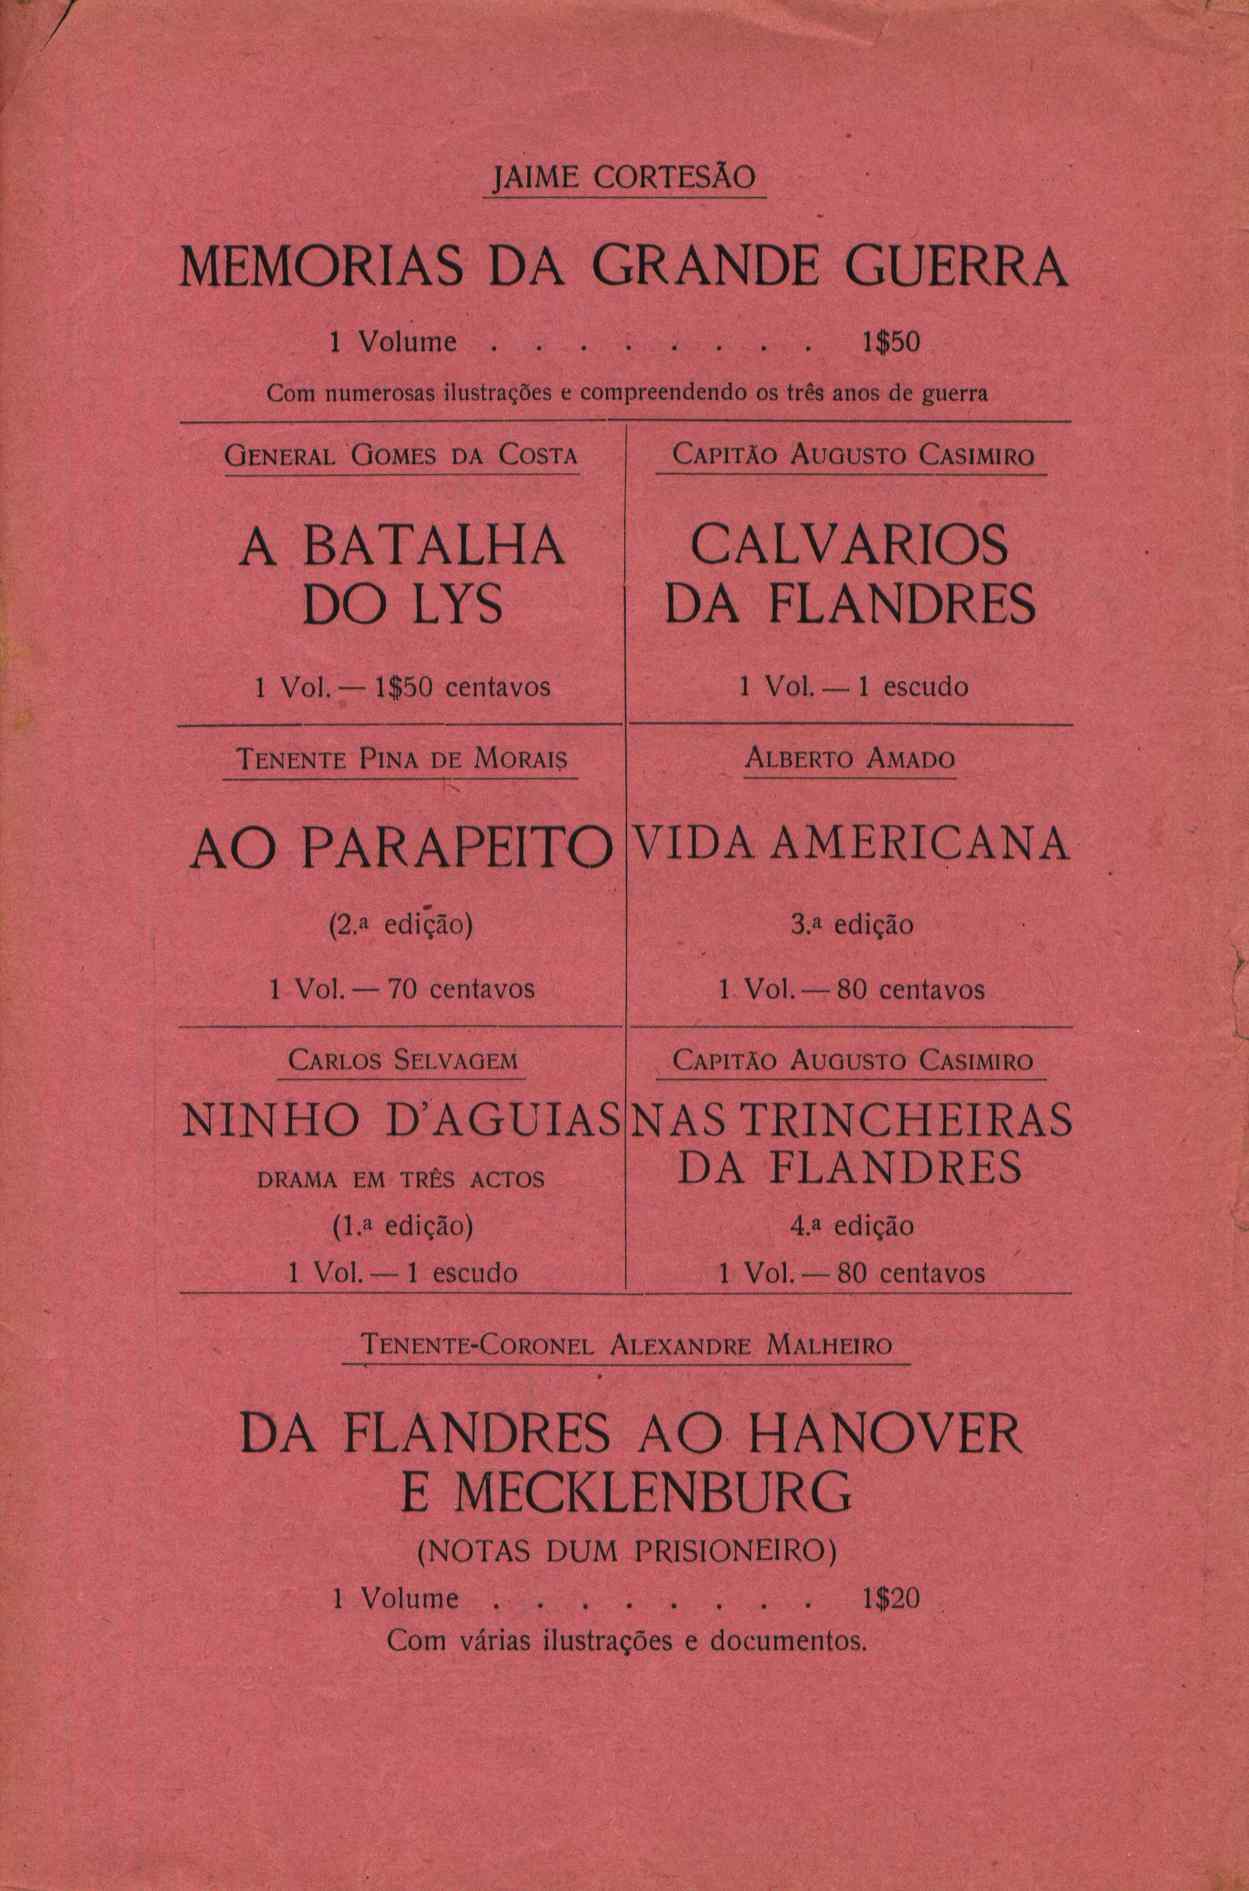 JAIME CORTESÃO
MEMORIAS DA GRANDE GUERRA
1 Volume . . . . . . . . 1$50
Com numerosas ilustrações e compreendendo os três anos de guerra
GENERAL GOMES DA COSTA
A BATALHA
DO LYS
1 Vol. — 1$50 centavos
CAPITÃO AUGUSTO CASIMIRO
CALVARIOS
DA FLANDRES
1 Vol. — 1 escudo
TENENTE PINA DE MORAIS
AO PARAPEITO
(2.ª edição)
1 Vol. — 70 centavos
ALBERTO AMADO
VIDA AMERICANA
3.ª edição
1 Vol. — 80 centavos
CARLOS SELVAGEM
NINHO D'AGUIAS
DRAMA EM TRÊS ACTOS
(1.ª edição)
1 Vol. — 1 escudo
CAPITÃO AUGUSTO CASIMIRO
NAS TRINCHEIRAS
DA FLANDRES
4.ª edição
1 Vol. — 80 centavos
TENENTE-CORONEL ALEXANDRE MALHEIRO
DA FLANDRES AO HANOVER
E MECKLENBURG
(NOTAS DUM PRISIONEIRO)
1 Volume . . . . . . . . 1$20
Com várias ilustrações e documentos.